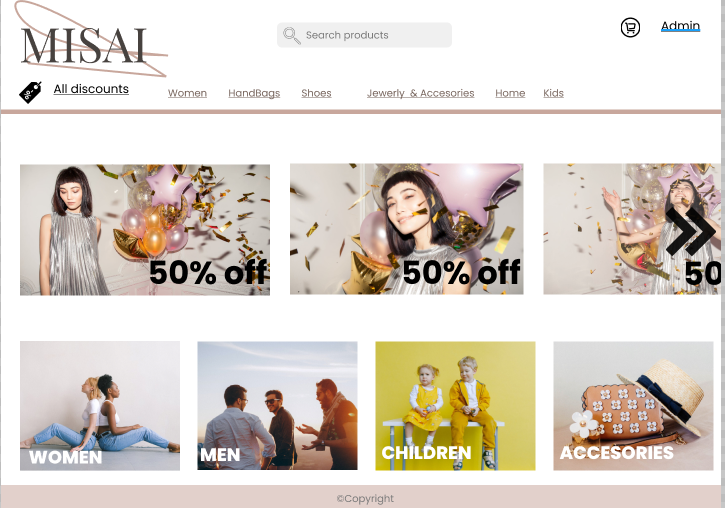 MISAI
Search products
Admin
All discounts
Women HandBags Shoes Jewerly & Accesories Home Kids
50% off
50% off
50
WOMEN
MEN
CHILDREN
ACCESORIES
©Copyright